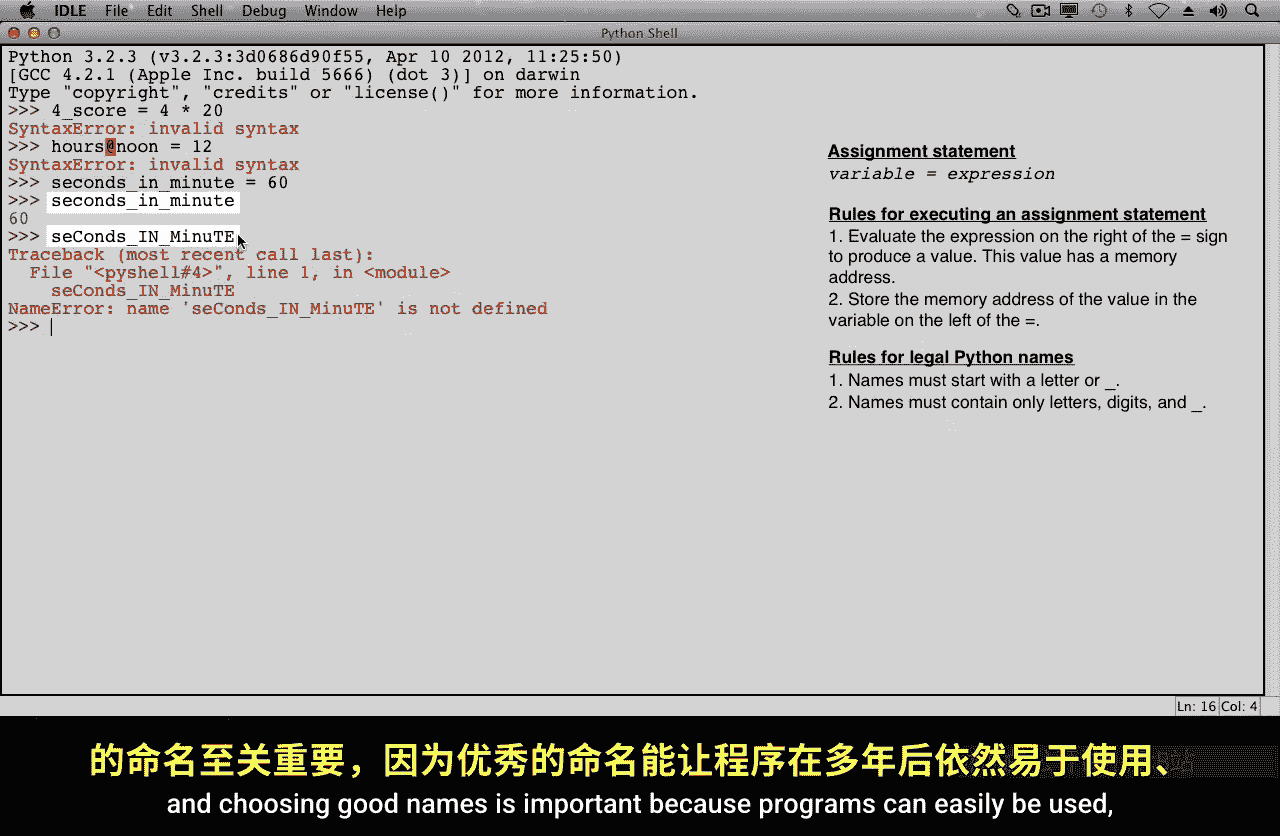 IDLE File Edit Shell Debug Window Help
Python Shell
Python 3.2.3 (v3.2.3:3d0686d90f55, Apr 10 2012, 11:25:50)
[GCC 4.2.1 (Apple Inc. build 5666) (dot 3)] on darwin
Type "copyright", "credits" or "license()" for more information.
>>> 4_score = 4 * 20
SyntaxError: invalid syntax
>>> hours@noon = 12
SyntaxError: invalid syntax
>>> seconds_in_minute = 60
>>> seconds_in_minute
60
>>> seConds_IN_MinuTE
Traceback (most recent call last):
File "<pyshell#4>", line 1, in <module>
seConds_IN_MinuTE
NameError: name 'seConds_IN_MinuTE' is not defined
>>>
Assignment statement
variable = expression
Rules for executing an assignment statement
1. Evaluate the expression on the right of the = sign
to produce a value. This value has a memory
address.
2. Store the memory address of the value in the
variable on the left of the =.
Rules for legal Python names
1. Names must start with a letter or _.
2. Names must contain only letters, digits, and _.
Ln: 16 Col: 4
的命名至关重要，因为优秀的命名能让程序在多年后依然易于使用、
and choosing good names is important because programs can easily be used,